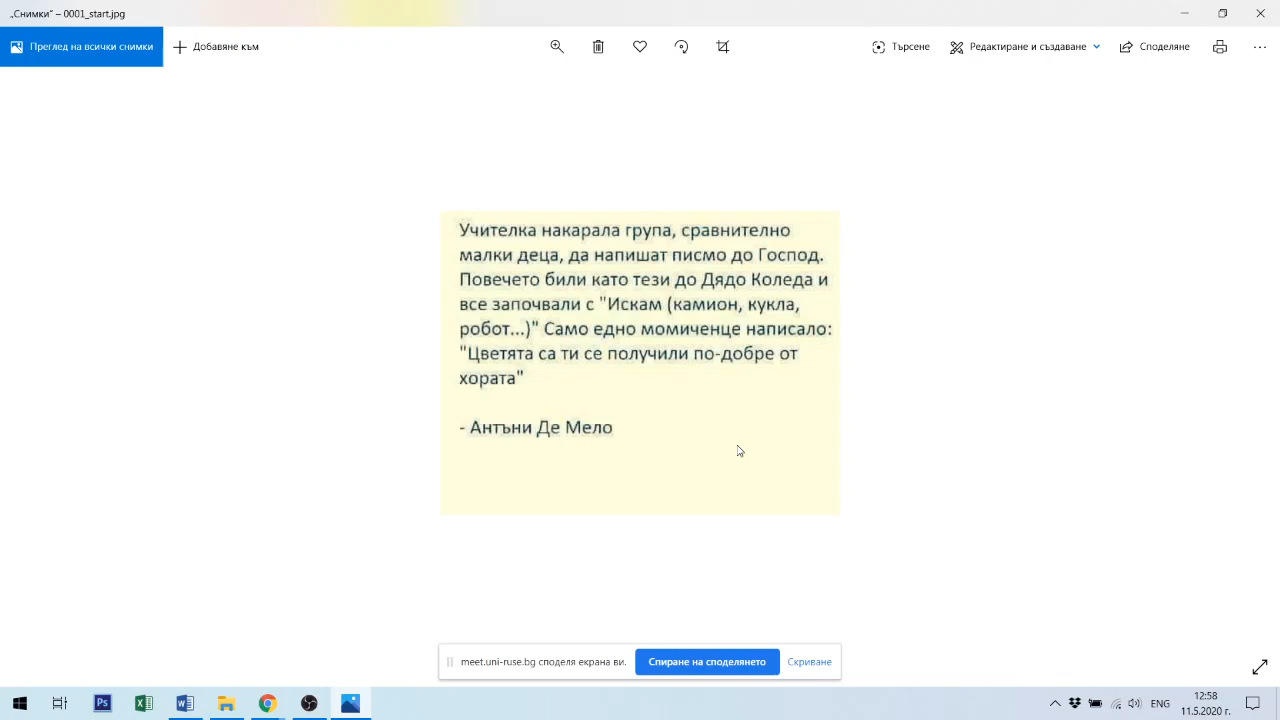 „Снимки“ – 0001_start.jpg
Преглед на всички снимки
Добавяне към
Търсене
Редактиране и създаване
Споделяне
Учителка накарала група, сравнително
малки деца, да напишат писмо до Господ.
Повечето били като тези до Дядо Коледа и
все започвали с "Искам (камион, кукла,
робот...)" Само едно момиченце написало:
"Цветята са ти се получили по-добре от
хората"
- Антъни Де Мело
meet.uni-ruse.bg споделя екрана ви.
Спиране на споделянето
Скриване
Ps
ENG
12:58
11.5.2020 г.